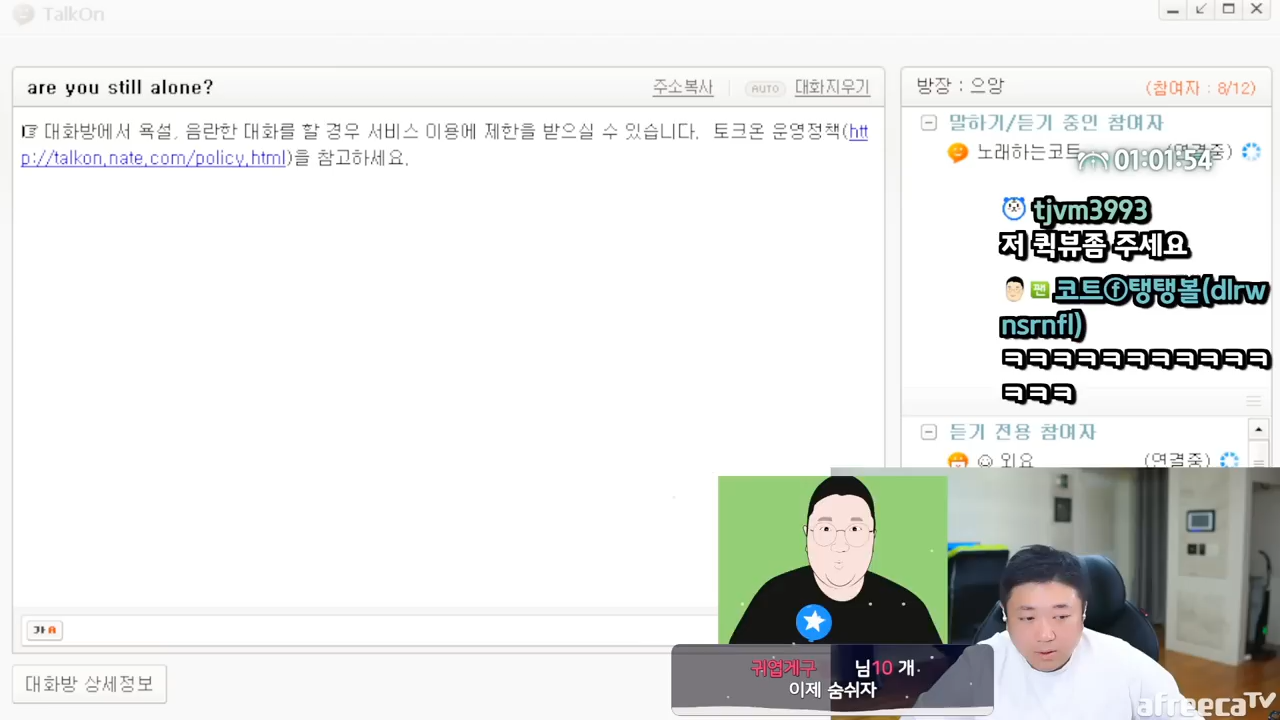 TalkOn
are you still alone?
주소복사
AUTO
대화지우기
☞ 대화방에서 욕설, 음란한 대화를 할 경우 서비스 이용에 제한을 받으실 수 있습니다. 토크온 운영정책(htt
p://talkon.nate.com/policy.html)을 참고하세요.
방장 : 으앙
(참여자 : 8/12)
말하기/듣기 중인 참여자
노래하는코트 (연결중)
01:01:54
tjvm3993
저 퀵뷰좀 주세요
팬 코트ⓕ탱탱볼(dlrw
nsrnfl)
ㅋㅋㅋㅋㅋㅋㅋㅋㅋㅋㅋ
ㅋㅋㅋ
듣기 전용 참여자
외요 (연결중)
가A
대화방 상세정보
귀엽게구 님10 개
이제 숨쉬자
afreecaTV